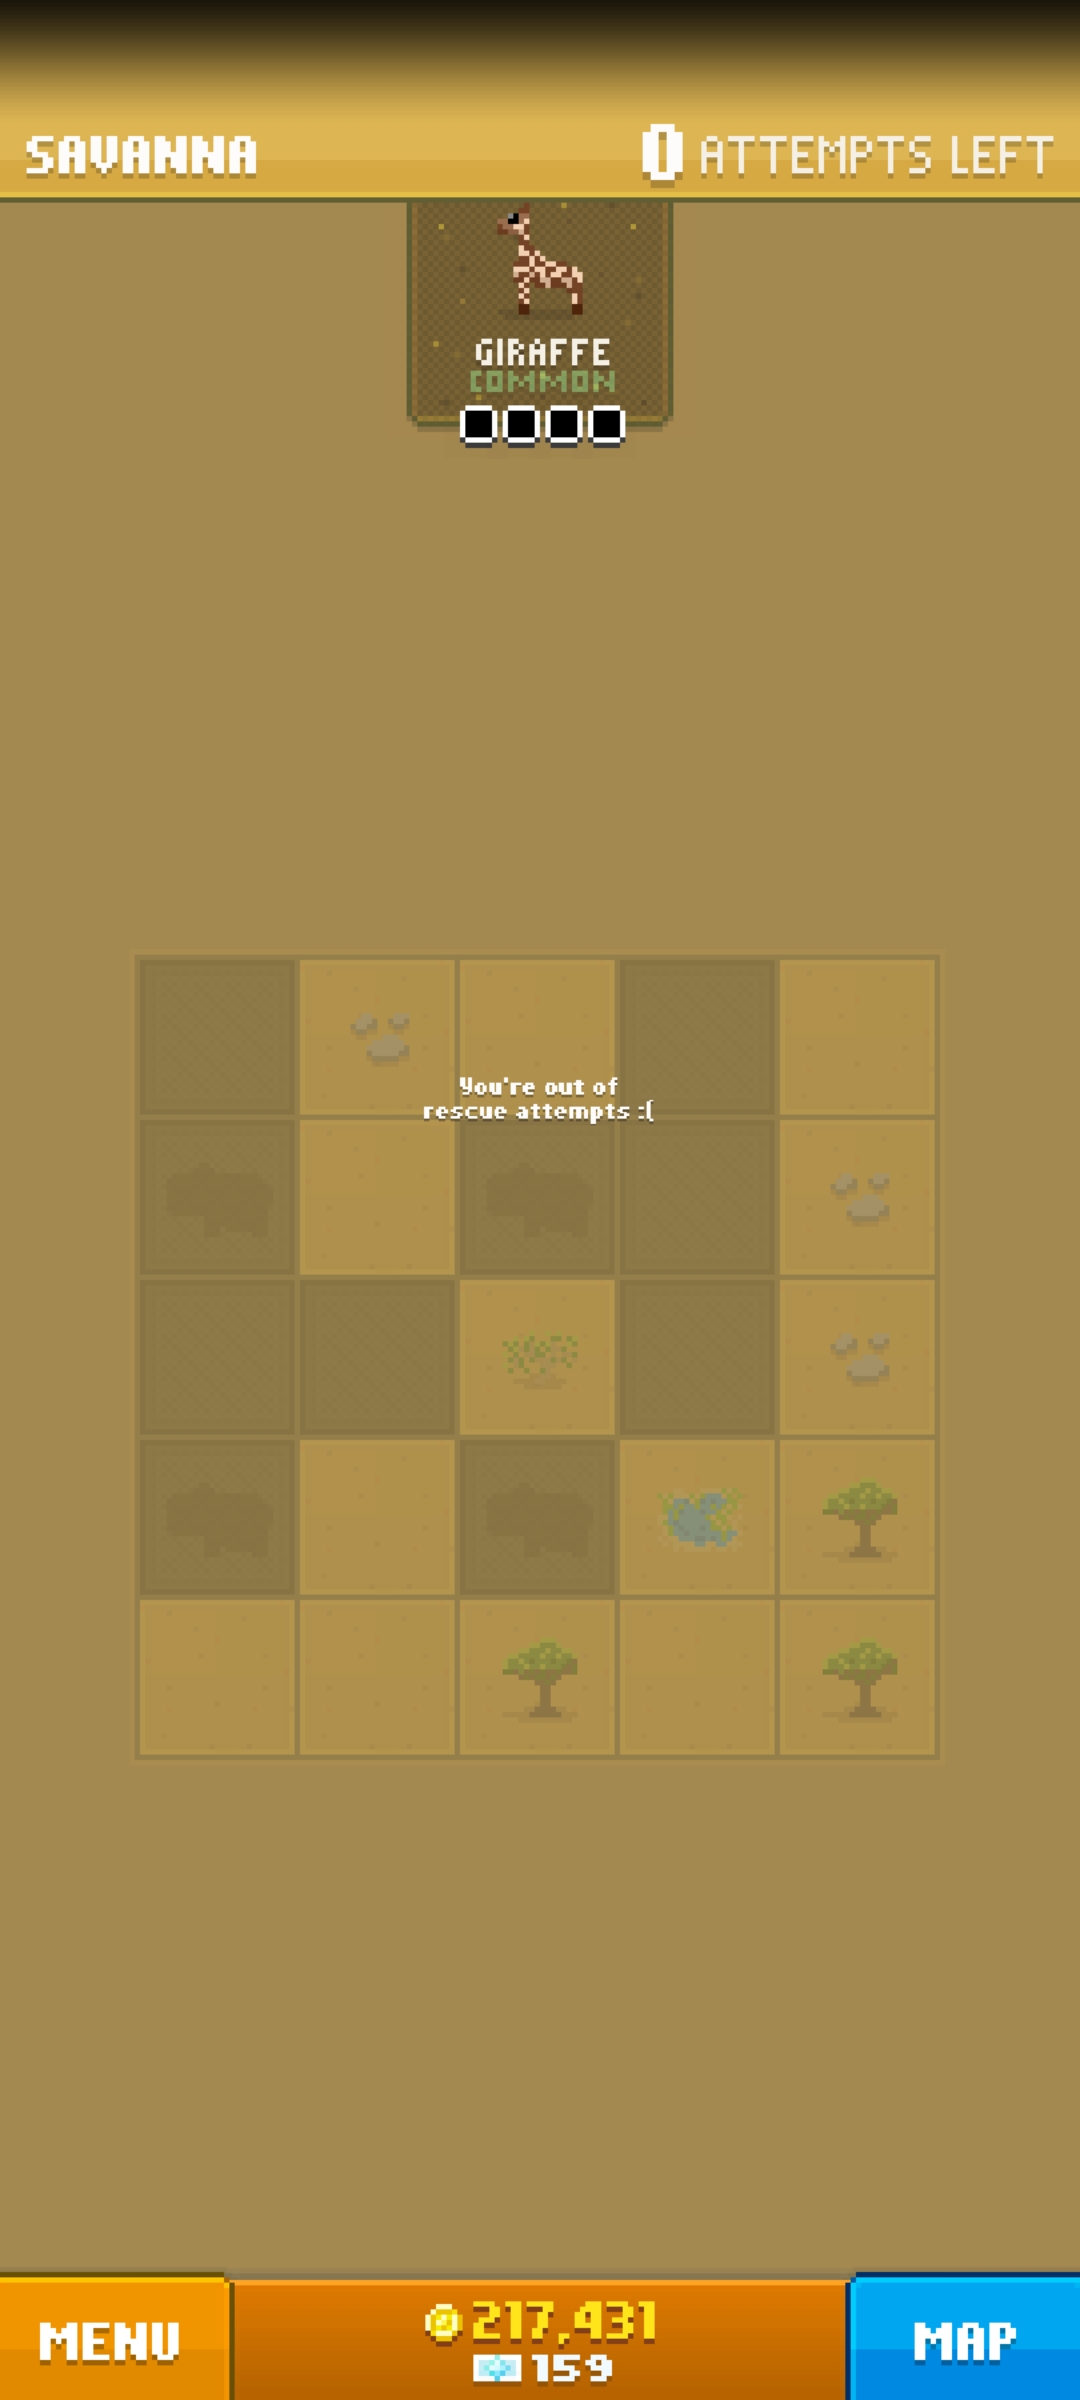 SAVANNA
0 ATTEMPTS LEFT
GIRAFFE
COMMON
You're out of
rescue attempts :(
MENU
217,431
159
MAP